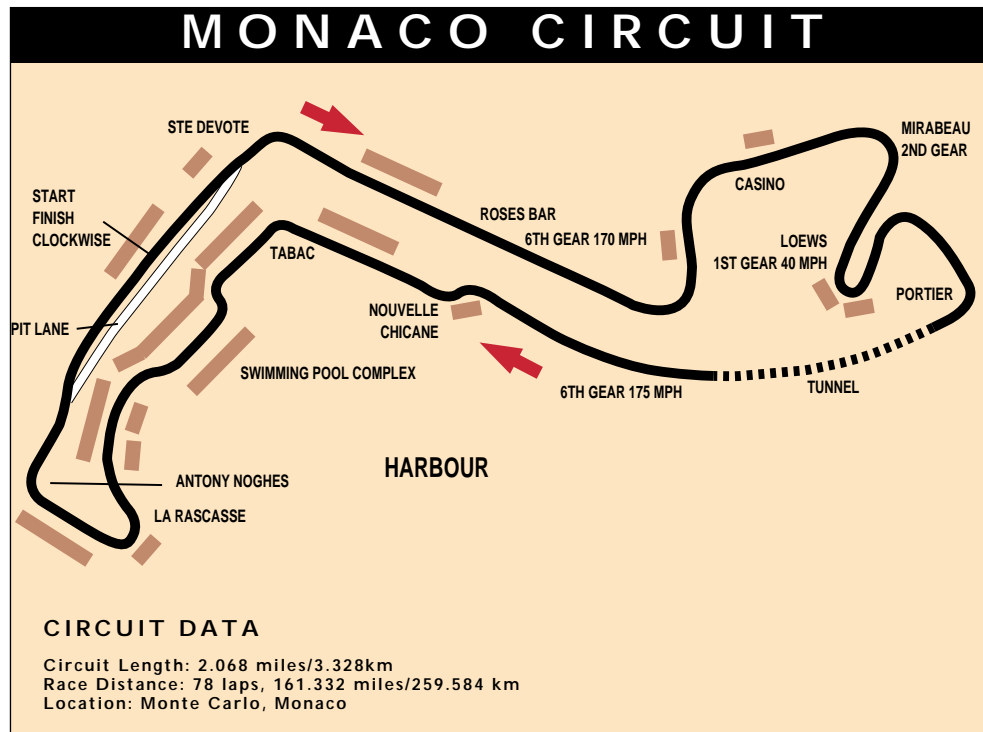 MONACO CIRCUIT
STE DEVOTE
MIRABEAU
2ND GEAR
CASINO
START
FINISH
CLOCKWISE
ROSES BAR
6TH GEAR 170 MPH
LOEWS
1ST GEAR 40 MPH
TABAC
PORTIER
NOUVELLE
CHICANE
PIT LANE
SWIMMING POOL COMPLEX
6TH GEAR 175 MPH
TUNNEL
HARBOUR
ANTONY NOGHES
LA RASCASSE
CIRCUIT DATA
Circuit Length: 2.068 miles/3.328km
Race Distance: 78 laps, 161.332 miles/259.584 km
Location: Monte Carlo, Monaco